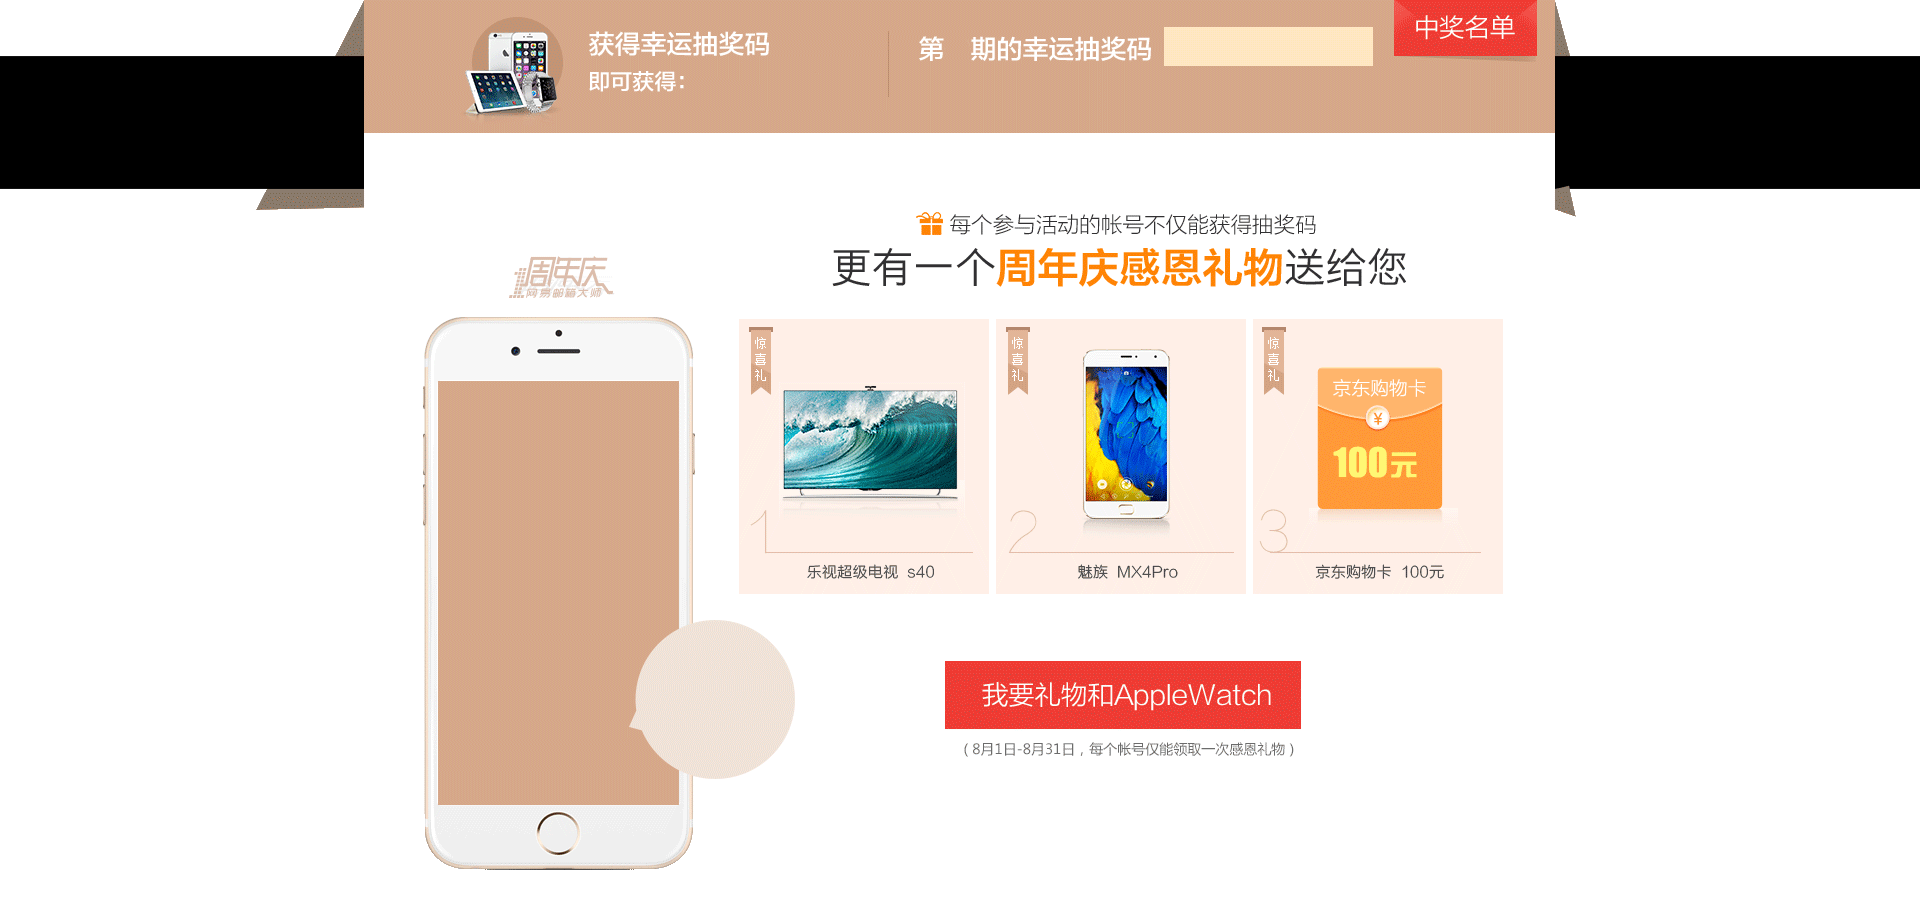 获得幸运抽奖码
即可获得：
第 期的幸运抽奖码
中奖名单
每个参与活动的帐号不仅能获得抽奖码
更有一个周年庆感恩礼物送给您
1周年庆
网易邮箱大师
惊喜礼
1
乐视超级电视 s40
惊喜礼
2
魅族 MX4Pro
惊喜礼
京东购物卡
¥
100元
3
京东购物卡 100元
我要礼物和AppleWatch
（8月1日-8月31日，每个帐号仅能领取一次感恩礼物）